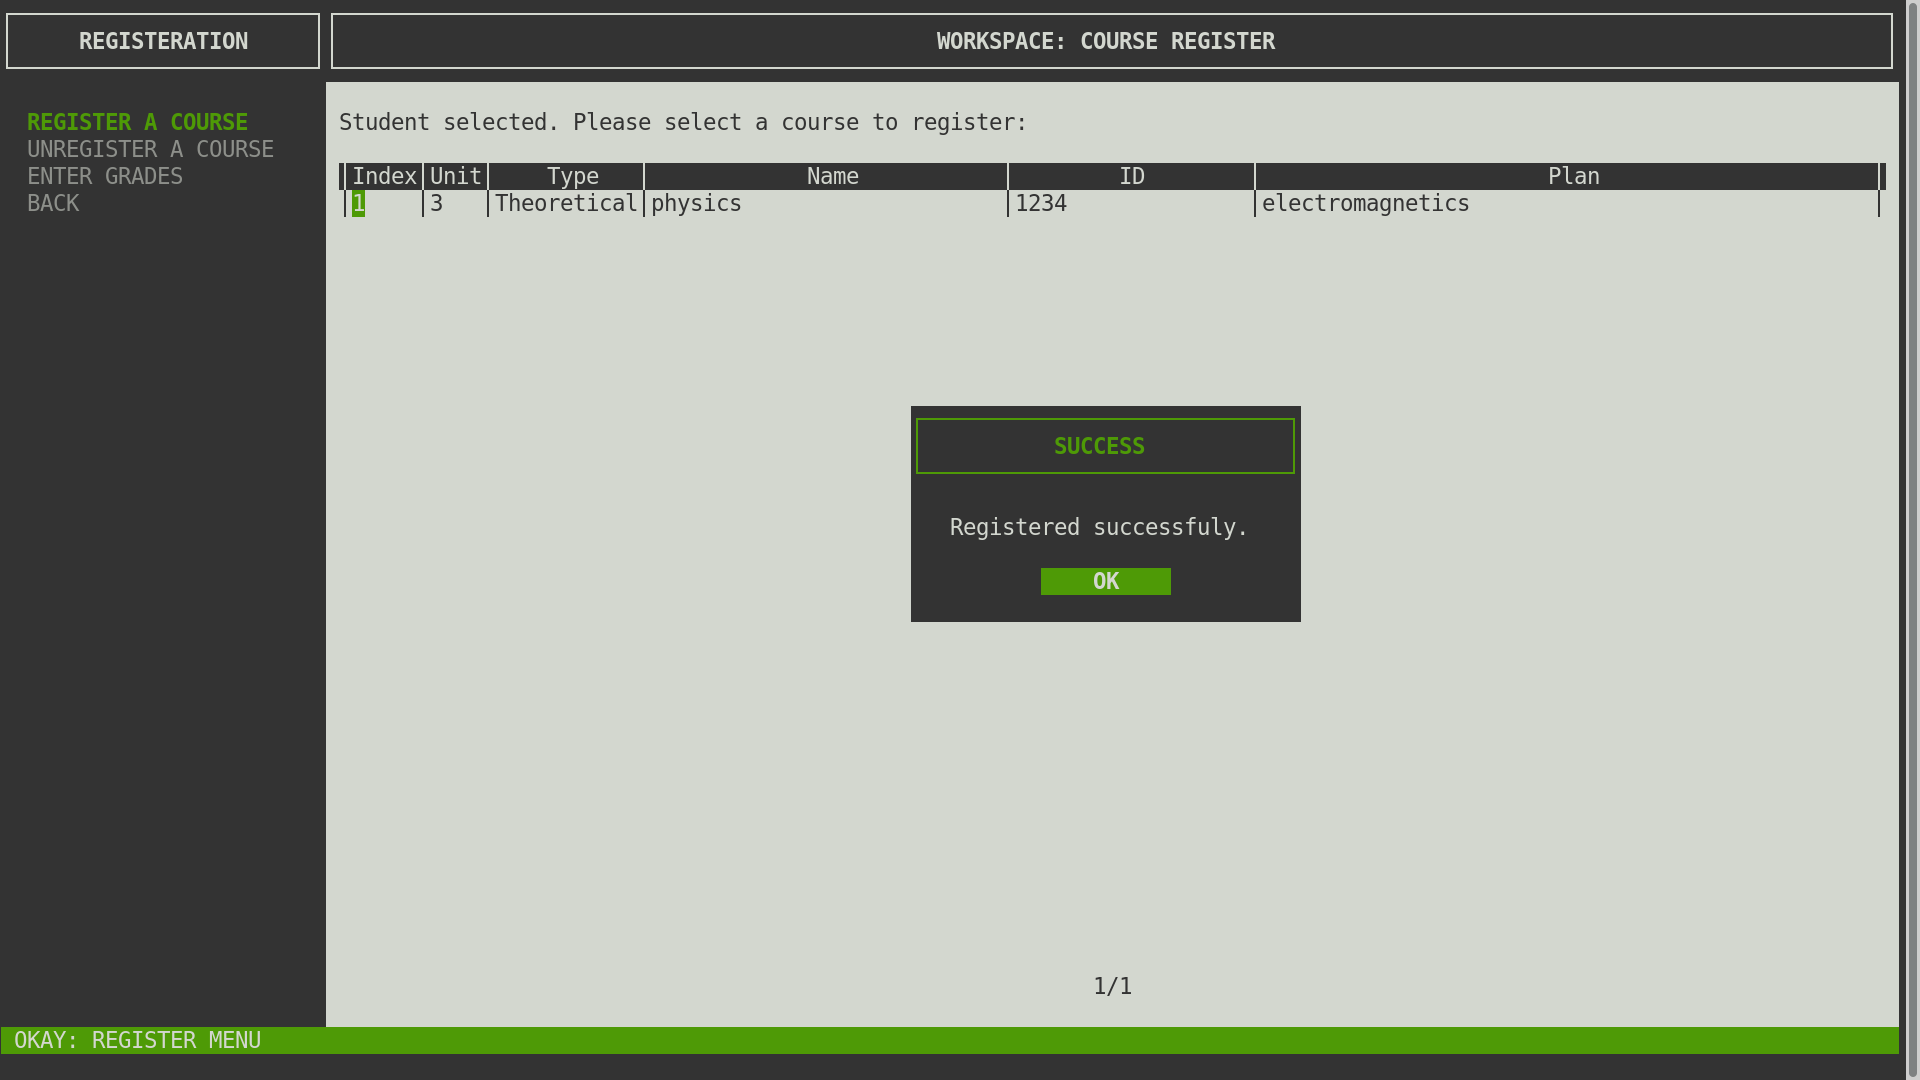 REGISTERATION
WORKSPACE: COURSE REGISTER
REGISTER A COURSE
UNREGISTER A COURSE
ENTER GRADES
BACK
Student selected. Please select a course to register:
Index Unit Type Name ID Plan
1 3 Theoretical physics 1234 electromagnetics
SUCCESS
Registered successfuly.
OK
1/1
OKAY: REGISTER MENU